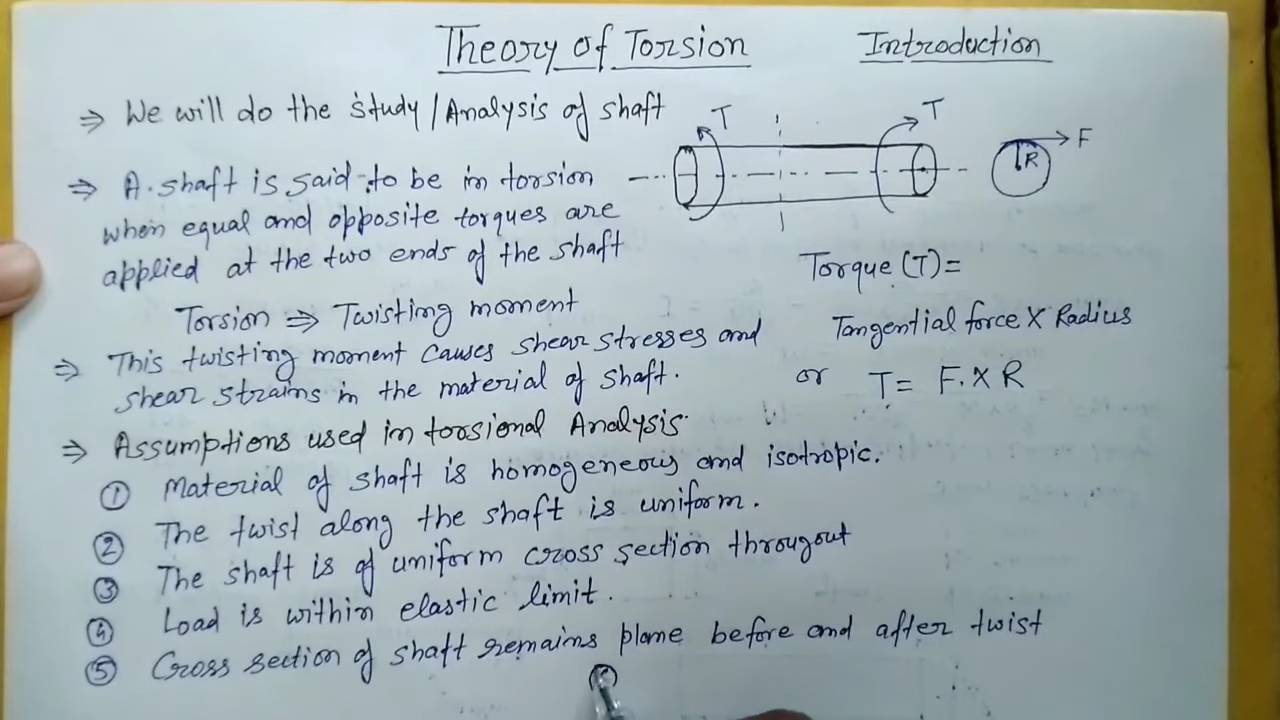 Theory of Torsion Introduction
⇒ We will do the study/Analysis of shaft
⇒ A shaft is said to be in torsion
when equal and opposite torques are
applied at the two ends of the shaft
Torsion ⇒ Twisting moment
⇒ This twisting moment causes shear stresses and
shear strains in the material of shaft.
T
T
F
R
Torque (T) =
Tangential force X Radius
or T = F. X R
⇒ Assumptions used in torsional Analysis.
① Material of shaft is homogeneous and isotropic.
② The twist along the shaft is uniform.
③ The shaft is of uniform cross section througout
④ Load is within elastic limit.
⑤ Cross section of shaft remains plane before and after twist